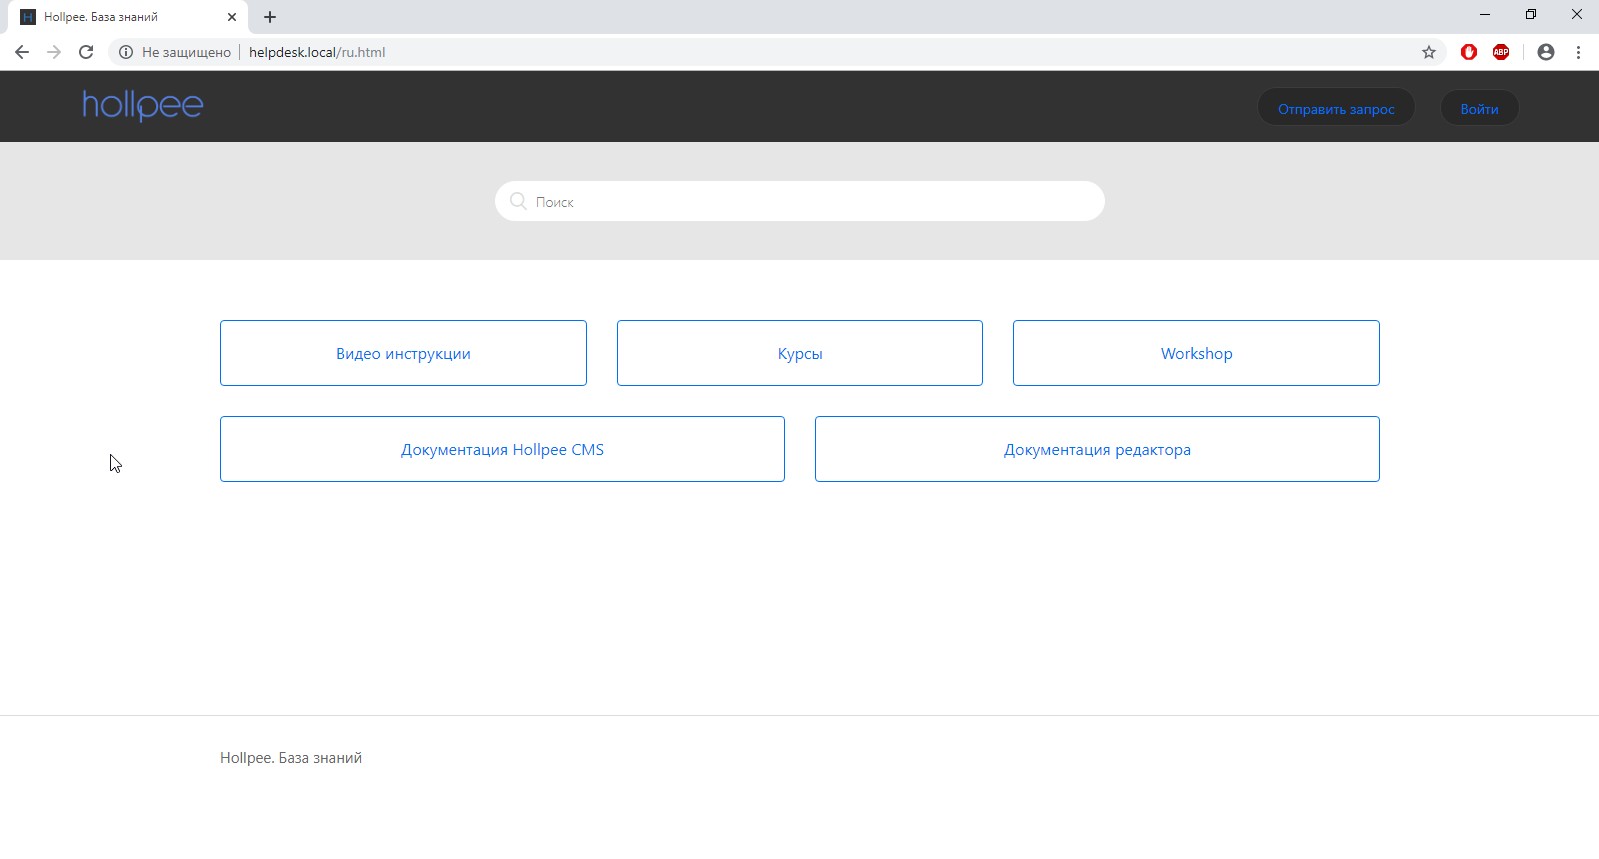 Hollpee. База знаний
Не защищено
helpdesk.local/ru.html
ABP
hollpee
Отправить запрос
Войти
Поиск
Видео инструкции
Курсы
Workshop
Документация Hollpee CMS
Документация редактора
Hollpee. База знаний